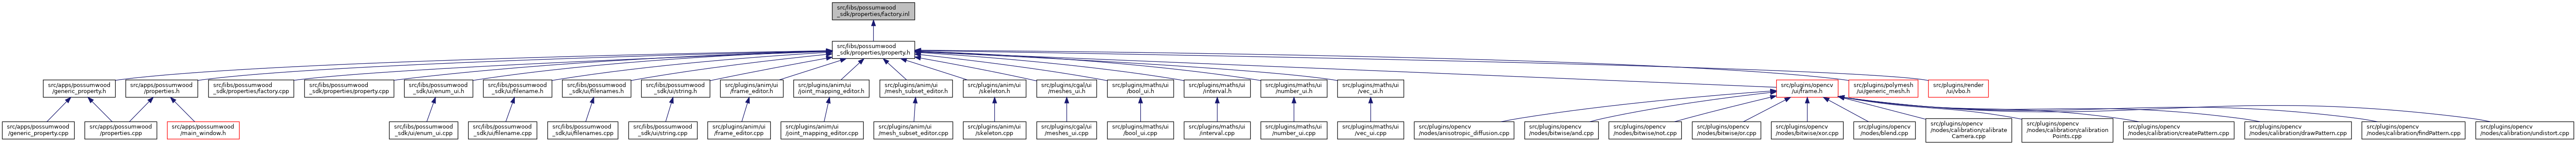 src/libs/possumwood
_sdk/properties/factory.inl
src/libs/possumwood
_sdk/properties/property.h
src/apps/possumwood
/generic_property.h
src/apps/possumwood
/properties.h
src/libs/possumwood
_sdk/properties/factory.cpp
src/libs/possumwood
_sdk/properties/property.cpp
src/libs/possumwood
_sdk/ui/enum_ui.h
src/libs/possumwood
_sdk/ui/filename.h
src/libs/possumwood
_sdk/ui/filenames.h
src/libs/possumwood
_sdk/ui/string.h
src/plugins/anim/ui
/frame_editor.h
src/plugins/anim/ui
/joint_mapping_editor.h
src/plugins/anim/ui
/mesh_subset_editor.h
src/plugins/anim/ui
/skeleton.h
src/plugins/cgal/ui
/meshes_ui.h
src/plugins/maths/ui
/bool_ui.h
src/plugins/maths/ui
/interval.h
src/plugins/maths/ui
/number_ui.h
src/plugins/maths/ui
/vec_ui.h
src/plugins/opencv
/ui/frame.h
src/plugins/polymesh
/ui/generic_mesh.h
src/plugins/render
/ui/vbo.h
src/apps/possumwood
/generic_property.cpp
src/apps/possumwood
/properties.cpp
src/apps/possumwood
/main_window.h
src/libs/possumwood
_sdk/ui/enum_ui.cpp
src/libs/possumwood
_sdk/ui/filename.cpp
src/libs/possumwood
_sdk/ui/filenames.cpp
src/libs/possumwood
_sdk/ui/string.cpp
src/plugins/anim/ui
/frame_editor.cpp
src/plugins/anim/ui
/joint_mapping_editor.cpp
src/plugins/anim/ui
/mesh_subset_editor.cpp
src/plugins/anim/ui
/skeleton.cpp
src/plugins/cgal/ui
/meshes_ui.cpp
src/plugins/maths/ui
/bool_ui.cpp
src/plugins/maths/ui
/interval.cpp
src/plugins/maths/ui
/number_ui.cpp
src/plugins/maths/ui
/vec_ui.cpp
src/plugins/opencv
/nodes/anisotropic_diffusion.cpp
src/plugins/opencv
/nodes/bitwise/and.cpp
src/plugins/opencv
/nodes/bitwise/not.cpp
src/plugins/opencv
/nodes/bitwise/or.cpp
src/plugins/opencv
/nodes/bitwise/xor.cpp
src/plugins/opencv
/nodes/blend.cpp
src/plugins/opencv
/nodes/calibration/calibrate
Camera.cpp
src/plugins/opencv
/nodes/calibration/calibration
Points.cpp
src/plugins/opencv
/nodes/calibration/createPattern.cpp
src/plugins/opencv
/nodes/calibration/drawPattern.cpp
src/plugins/opencv
/nodes/calibration/findPattern.cpp
src/plugins/opencv
/nodes/calibration/undistort.cpp